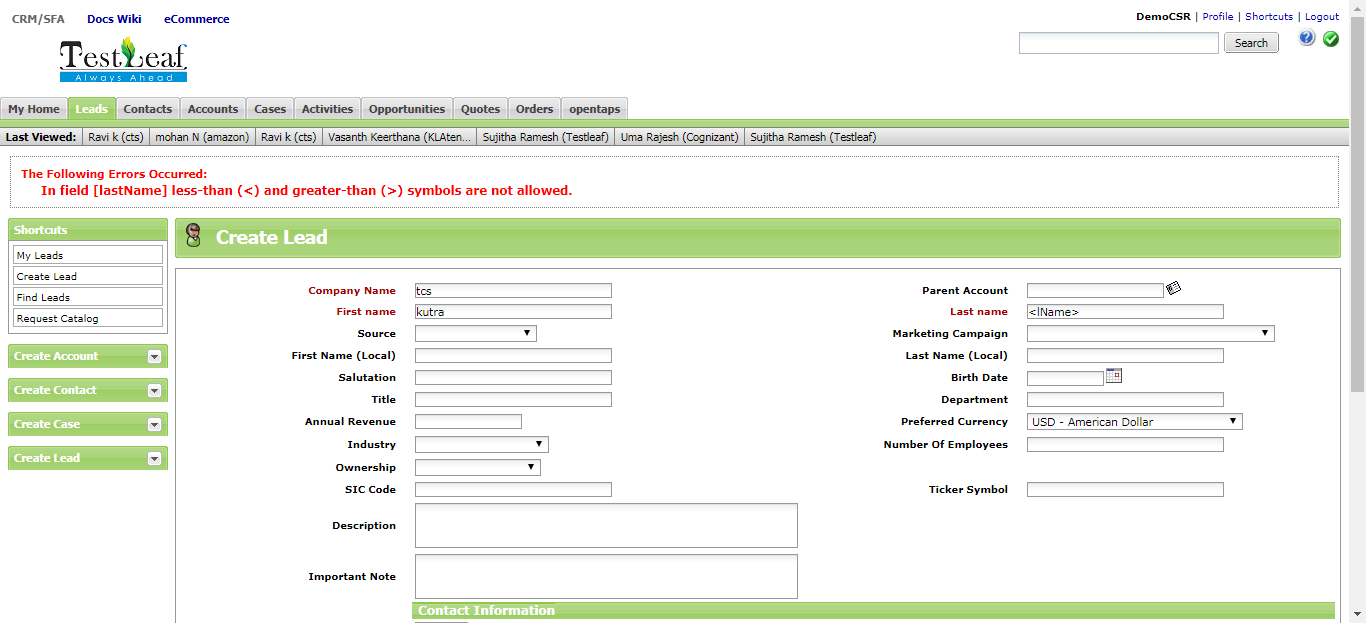 CRM/SFA Docs Wiki eCommerce
DemoCSR | Profile | Shortcuts | Logout
TestLeaf
Always Ahead
Search
My Home Leads Contacts Accounts Cases Activities Opportunities Quotes Orders opentaps
Last Viewed: Ravi k (cts) mohan N (amazon) Ravi k (cts) Vasanth Keerthana (KLAten... Sujitha Ramesh (Testleaf) Uma Rajesh (Cognizant) Sujitha Ramesh (Testleaf)
The Following Errors Occurred:
In field [lastName] less-than (<) and greater-than (>) symbols are not allowed.
Shortcuts
My Leads
Create Lead
Find Leads
Request Catalog
Create Account
Create Contact
Create Case
Create Lead
Create Lead
Company Name tcs Parent Account
First name kutra Last name <lName>
Source Marketing Campaign
First Name (Local) Last Name (Local)
Salutation Birth Date
Title Department
Annual Revenue Preferred Currency USD - American Dollar
Industry Number Of Employees
Ownership
SIC Code Ticker Symbol
Description
Important Note
Contact Information